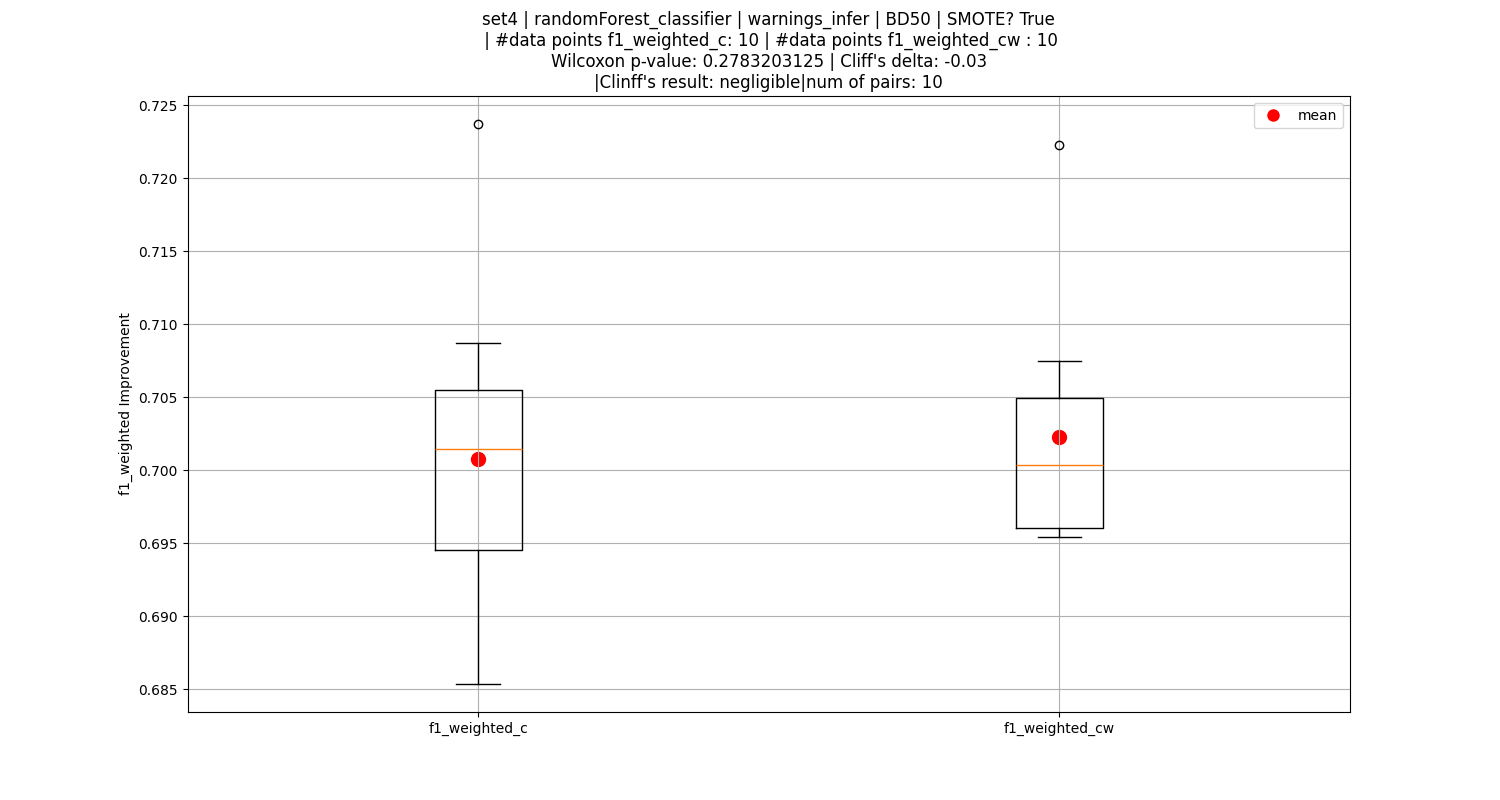 set4 | randomForest_classifier | warnings_infer | BD50 | SMOTE? True
| #data points f1_weighted_c: 10 | #data points f1_weighted_cw : 10
Wilcoxon p-value: 0.2783203125 | Cliff's delta: -0.03
|Clinff's result: negligible|num of pairs: 10
mean
f1_weighted Improvement
0.725
0.720
0.715
0.710
0.705
0.700
0.695
0.690
0.685
f1_weighted_c
f1_weighted_cw